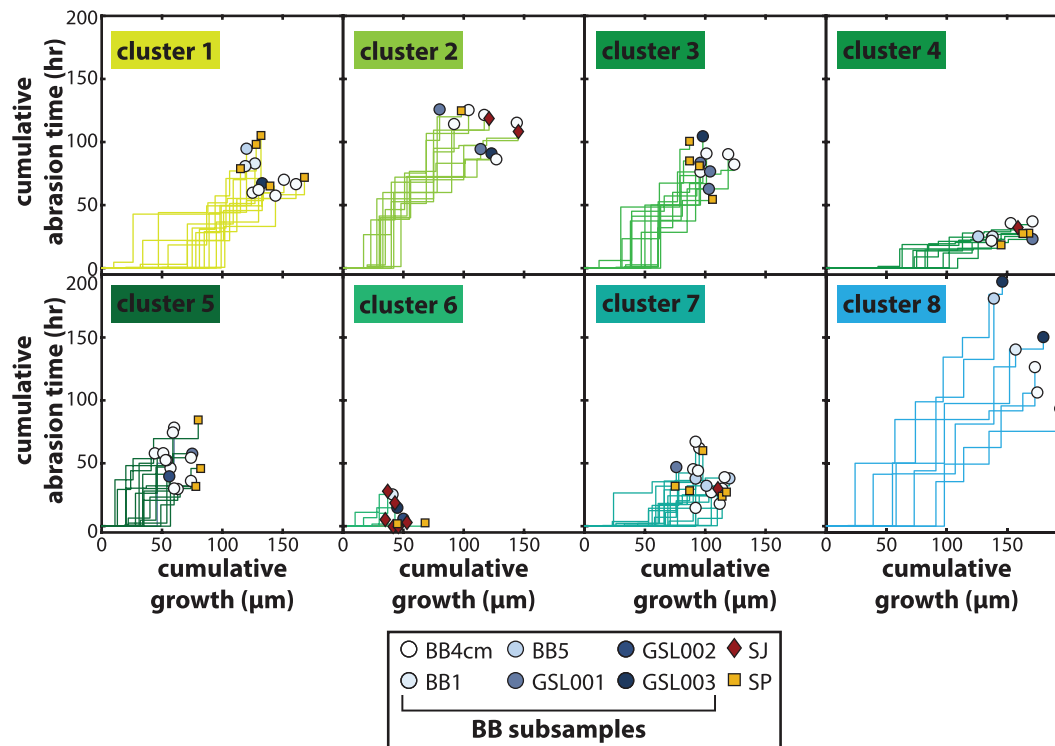 200
150
100
50
0
cumulative
abrasion time (hr)
cluster 1
cluster 2
cluster 3
cluster 4
200
150
100
50
0
cumulative
abrasion time (hr)
cluster 5
cluster 6
cluster 7
cluster 8
0 50 100 150 0 50 100 150 0 50 100 150 0 50 100 150
cumulative cumulative cumulative cumulative
growth (μm) growth (μm) growth (μm) growth (μm)
BB4cm BB5 GSL002 SJ
BB1 GSL001 GSL003 SP
BB subsamples